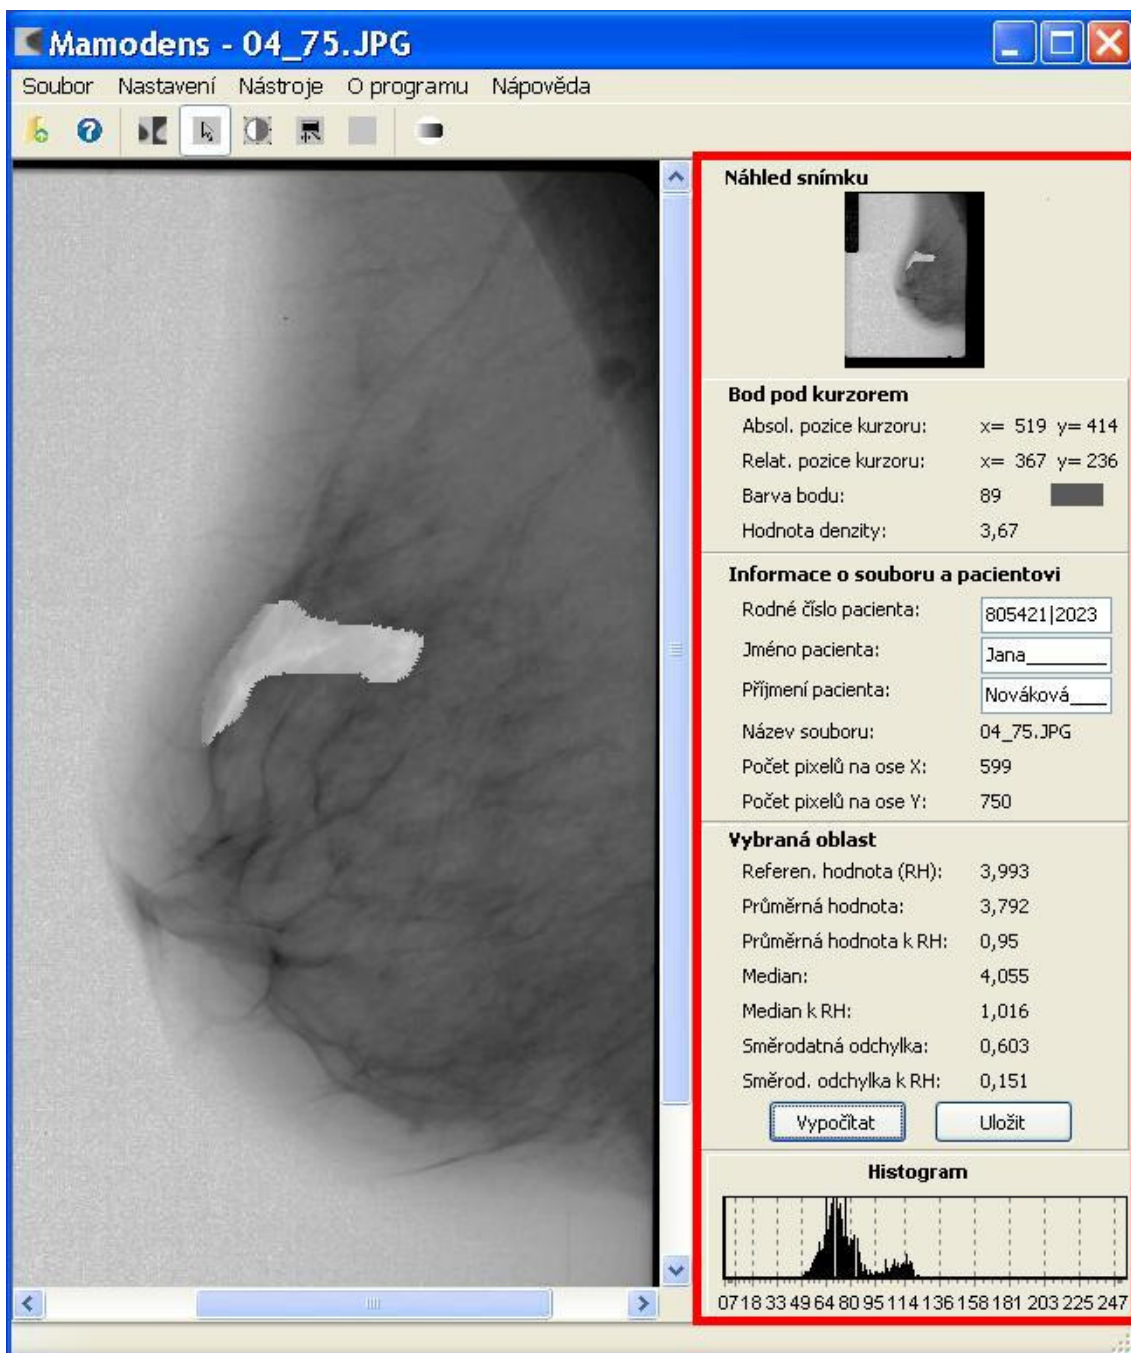 Mamodens - 04_75.JPG
Soubor Nastavení Nástroje O programu Nápověda
Náhled snímku
Bod pod kurzorem
Absol. pozice kurzoru: x= 519 y= 414
Relat. pozice kurzoru: x= 367 y= 236
Barva bodu: 89
Hodnota denzity: 3,67
Informace o souboru a pacientovi
Rodné číslo pacienta: 805421|2023
Jméno pacienta: Jana________
Příjmení pacienta: Nováková____
Název souboru: 04_75.JPG
Počet pixelů na ose X: 599
Počet pixelů na ose Y: 750
Vybraná oblast
Referen. hodnota (RH): 3,993
Průměrná hodnota: 3,792
Průměrná hodnota k RH: 0,95
Median: 4,055
Median k RH: 1,016
Směrodatná odchylka: 0,603
Směrod. odchylka k RH: 0,151
Vypočítat Uložit
Histogram
07 18 33 49 64 80 95 114 136 158 181 203 225 247